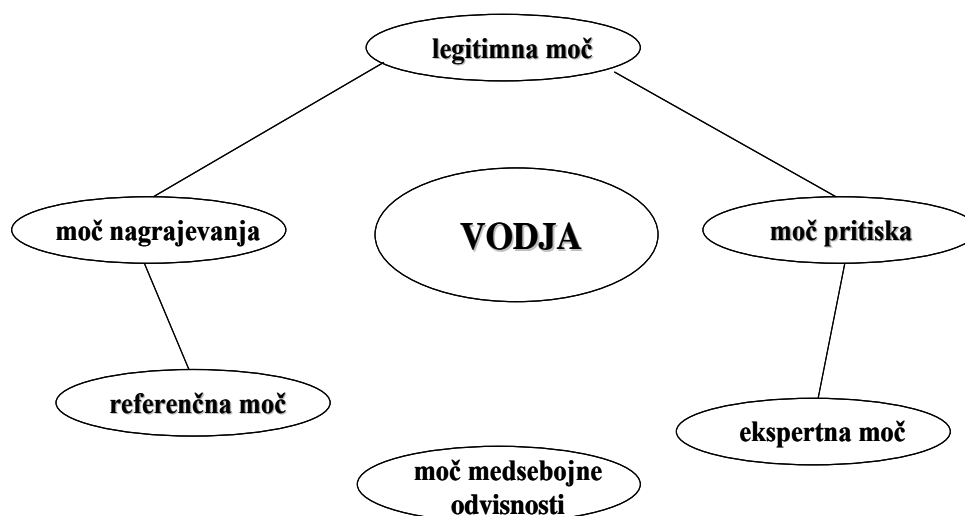 legitimna moč
moč nagrajevanja
VODJA
moč pritiska
referenčna moč
ekspertna moč
moč medsebojne
odvisnosti